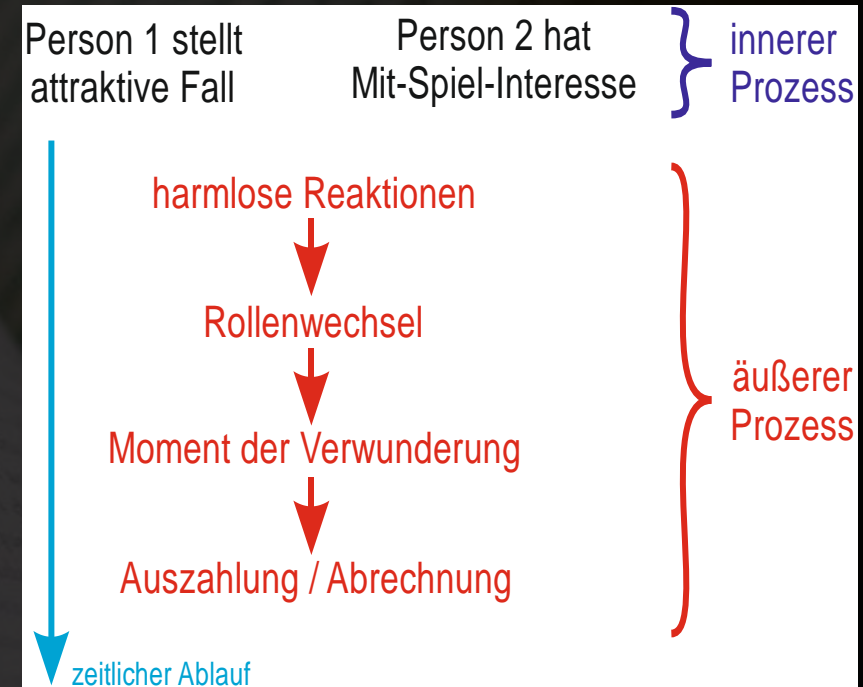 Person 1 stellt
attraktive Fall
Person 2 hat
Mit-Spiel-Interesse
innerer
Prozess
harmlose Reaktionen
Rollenwechsel
Moment der Verwunderung
Auszahlung / Abrechnung
äußerer
Prozess
zeitlicher Ablauf